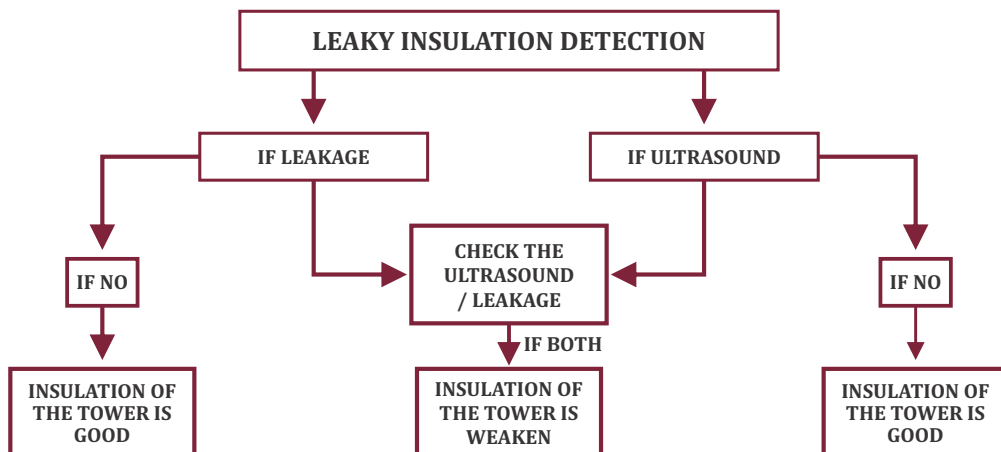 LEAKY INSULATION DETECTION
IF LEAKAGE
IF ULTRASOUND
CHECK THE
ULTRASOUND
/ LEAKAGE
IF NO
IF NO
IF BOTH
INSULATION OF
THE TOWER IS
GOOD
INSULATION OF
THE TOWER IS
WEAKEN
INSULATION OF
THE TOWER IS
GOOD